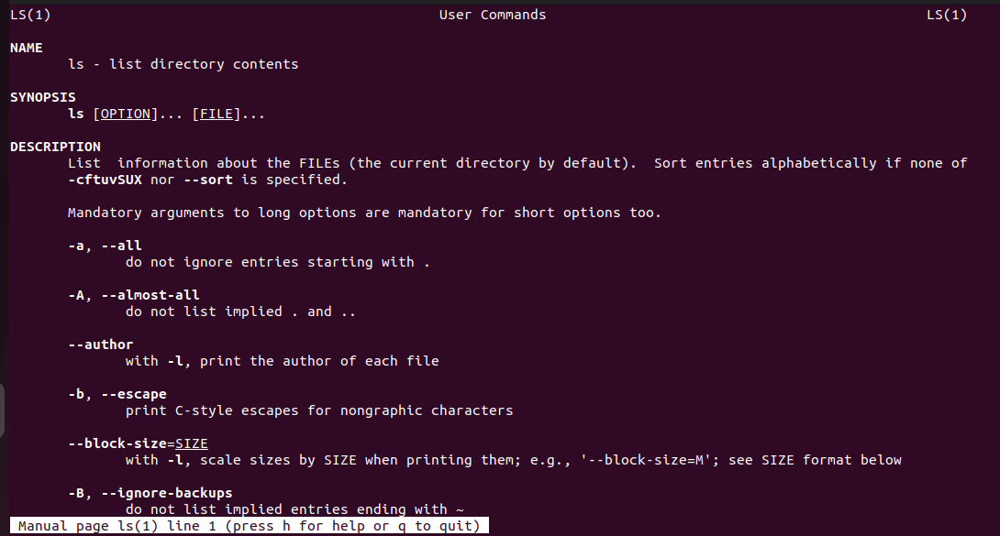 LS(1) User Commands LS(1)
NAME
ls - list directory contents
SYNOPSIS
ls [OPTION]... [FILE]...
DESCRIPTION
List  information about the FILEs (the current directory by default).  Sort entries alphabetically if none of
-cftuvSUX nor --sort is specified.
Mandatory arguments to long options are mandatory for short options too.
-a, --all
do not ignore entries starting with .
-A, --almost-all
do not list implied . and ..
--author
with -l, print the author of each file
-b, --escape
print C-style escapes for nongraphic characters
--block-size=SIZE
with -l, scale sizes by SIZE when printing them; e.g., '--block-size=M'; see SIZE format below
-B, --ignore-backups
do not list implied entries ending with ~
Manual page ls(1) line 1 (press h for help or q to quit)